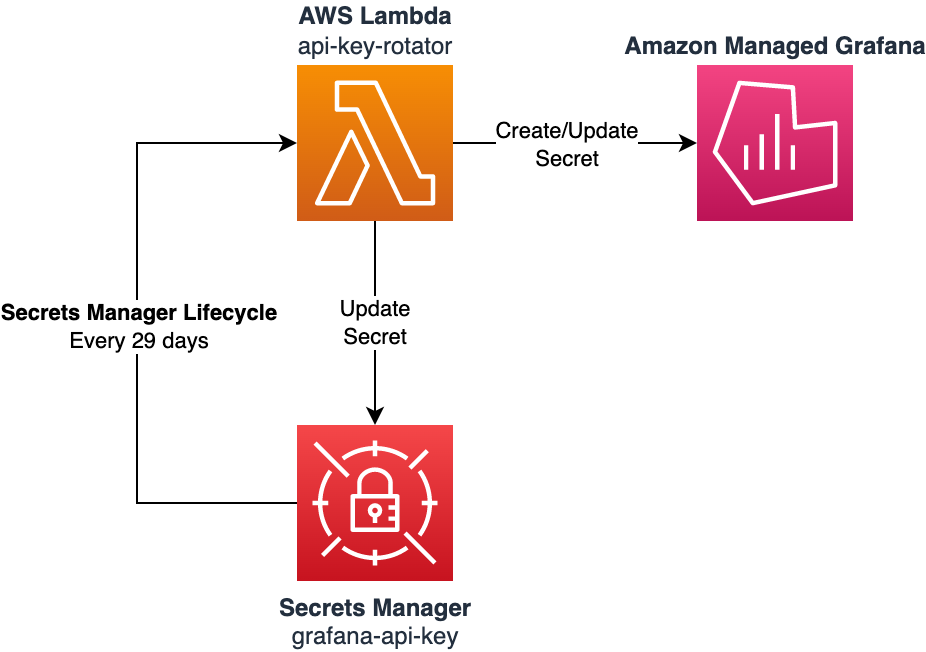 AWS Lambda
api-key-rotator
Amazon Managed Grafana
Create/Update
Secret
Secrets Manager Lifecycle
Every 29 days
Update
Secret
Secrets Manager
grafana-api-key